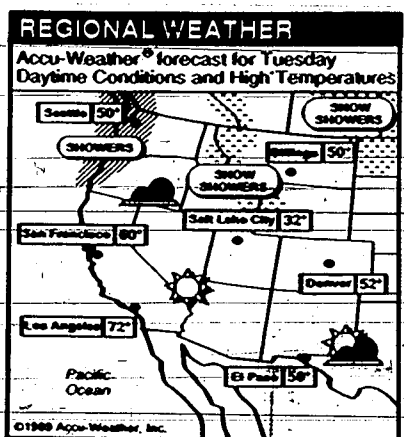 REGIONAL WEATHER
Accu-Weather® forecast for Tuesday
Daytime Conditions and High Temperatures
SNOW
SHOWERS
Seattle 50°
SHOWERS
Billings 50°
SNOW
SHOWERS
Salt Lake City 32°
San Francisco 60°
Denver 52°
Los Angeles 72°
Pacific
Ocean
El Paso 58°
©1989 Accu-Weather, Inc.